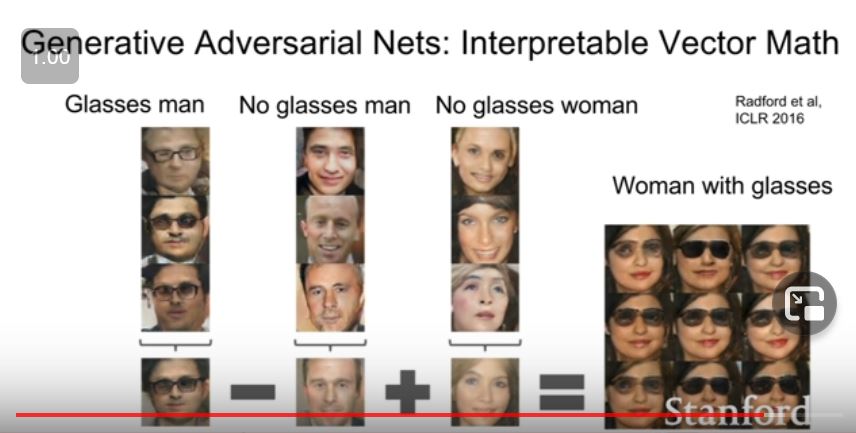 Generative Adversarial Nets: Interpretable Vector Math
1.00
Glasses man
No glasses man
No glasses woman
Radford et al,
ICLR 2016
Woman with glasses
Stanford